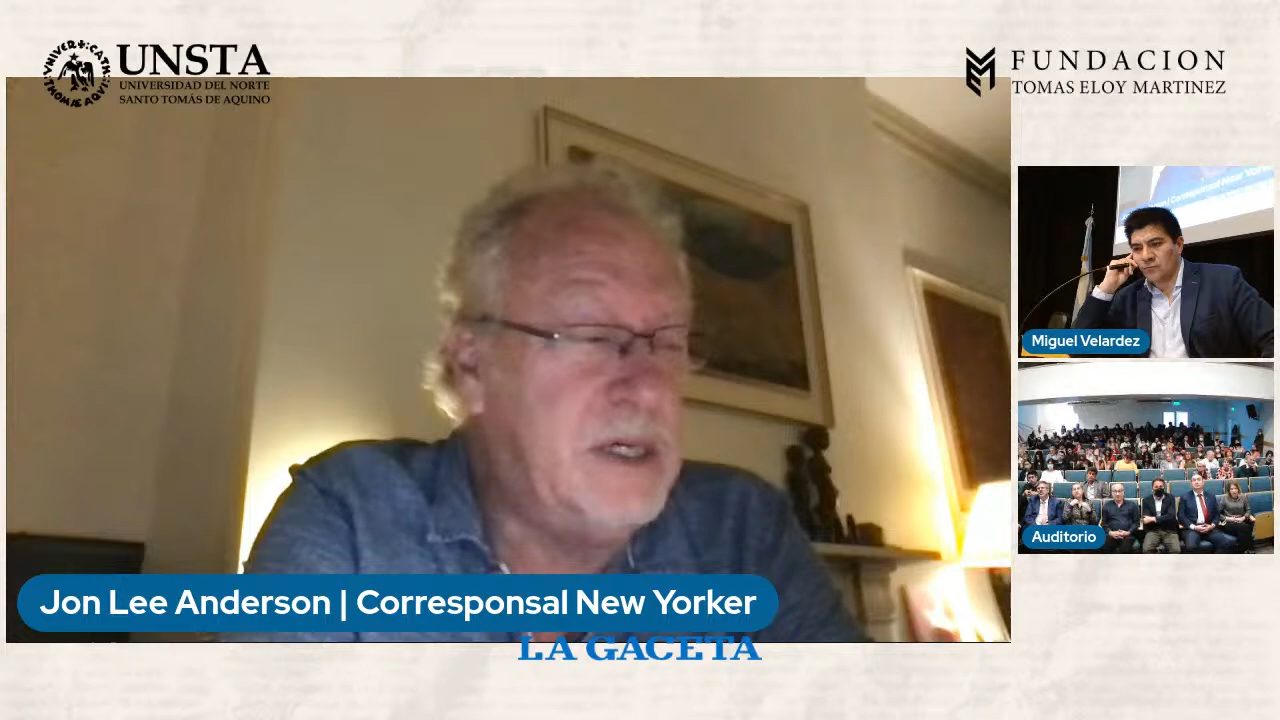 UNSTA
UNIVERSIDAD DEL NORTE
SANTO TOMÁS DE AQUINO
FUNDACION
TOMAS ELOY MARTINEZ
Miguel Velardez
Auditorio
Jon Lee Anderson | Corresponsal New Yorker
LA GACETA